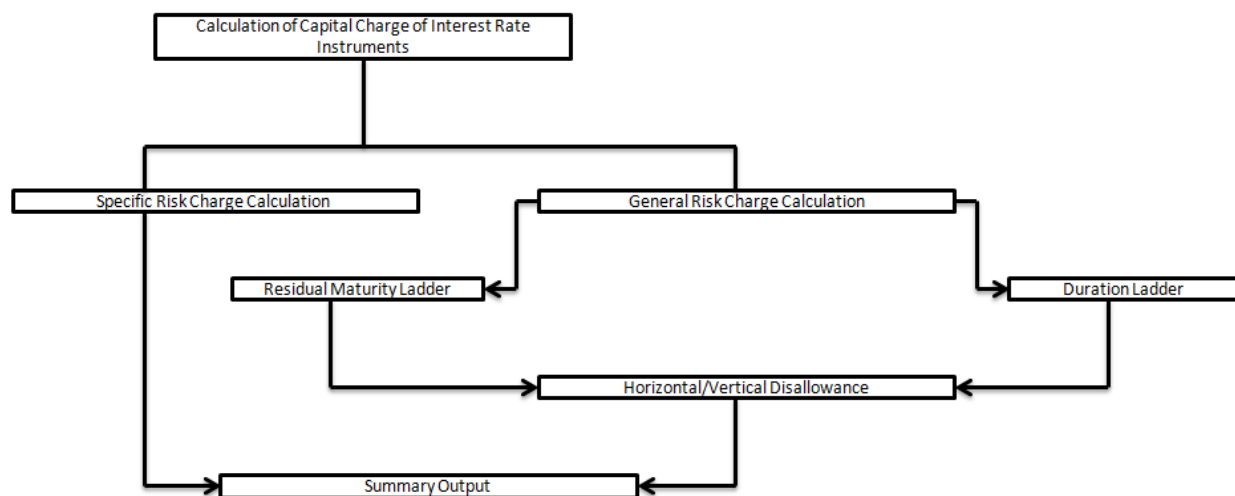 Calculation of Capital Charge of Interest Rate
Instruments
Specific Risk Charge Calculation
General Risk Charge Calculation
Residual Maturity Ladder
Duration Ladder
Horizontal/Vertical Disallowance
Summary Output